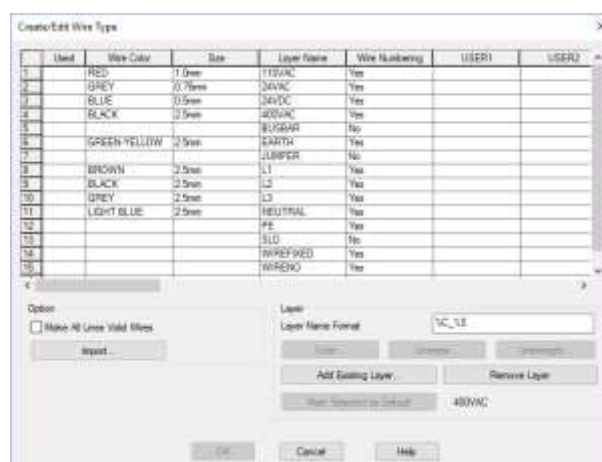 Create/Edit Wire Type
Used Wire Color Size Layer Name Wire Numbering USER1 USER2
1 RED 1.0mm 110VAC Yes
2 GREY 0.75mm 24VAC Yes
3 BLUE 0.5mm 24VDC Yes
4 BLACK 2.5mm 400VAC Yes
5 BUSBAR No
6 GREEN-YELLOW 2.5mm EARTH Yes
7 JUMPER No
8 BROWN 2.5mm L1 Yes
9 BLACK 2.5mm L2 Yes
10 GREY 2.5mm L3 Yes
11 LIGHT BLUE 2.5mm NEUTRAL Yes
12 PE Yes
13 SLD No
14 WIREFIXED Yes
15 WIRENO Yes
Option
Make All Lines Valid Wires
Import...
Layer
Layer Name Format %C_%S
Color...
Add Existing Layer... Remove Layer
Mark Selected as Default 400VAC
OK Cancel Help